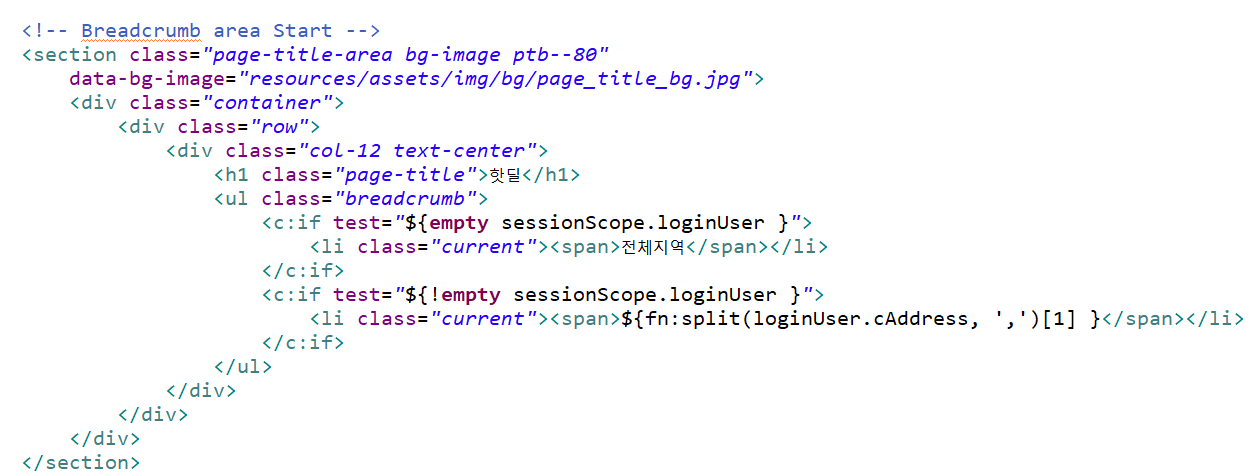 <!-- Breadcrumb area Start -->
<section class="page-title-area bg-image ptb--80"
    data-bg-image="resources/assets/img/bg/page_title_bg.jpg">
    <div class="container">
        <div class="row">
            <div class="col-12 text-center">
                <h1 class="page-title">핫딜</h1>
                <ul class="breadcrumb">
                    <c:if test="${empty sessionScope.loginUser }">
                        <li class="current"><span>전체지역</span></li>
                    </c:if>
                    <c:if test="${!empty sessionScope.loginUser }">
                        <li class="current"><span>${fn:split(loginUser.cAddress, ',')[1] }</span></li>
                    </c:if>
                </ul>
            </div>
        </div>
    </div>
</section>